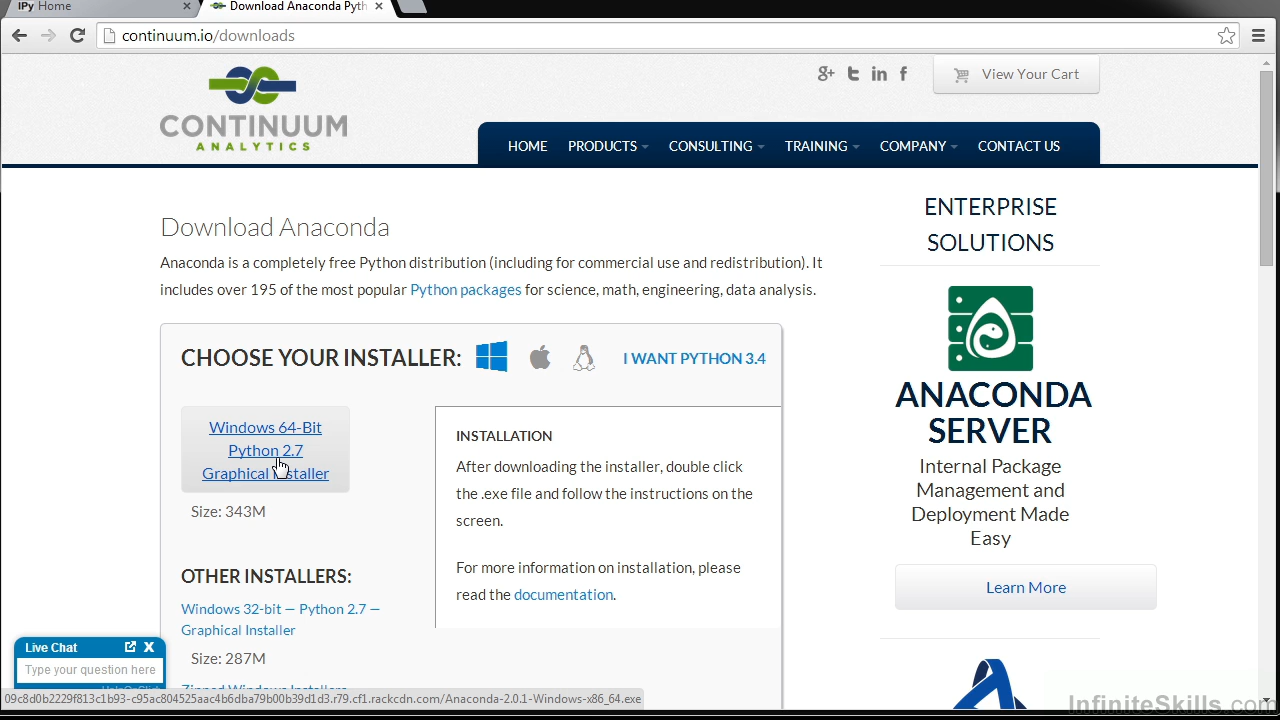 IPy Home
Download Anaconda Pyth
continuum.io/downloads
View Your Cart
CONTINUUM
ANALYTICS
HOME PRODUCTS CONSULTING TRAINING COMPANY CONTACT US
Download Anaconda
Anaconda is a completely free Python distribution (including for commercial use and redistribution). It
includes over 195 of the most popular Python packages for science, math, engineering, data analysis.
CHOOSE YOUR INSTALLER:
I WANT PYTHON 3.4
Windows 64-Bit
Python 2.7
Graphical Installer
Size: 343M
OTHER INSTALLERS:
Windows 32-bit — Python 2.7 —
Graphical Installer
Size: 287M
Zipped Windows Installers
INSTALLATION
After downloading the installer, double click
the .exe file and follow the instructions on the
screen.
For more information on installation, please
read the documentation.
ENTERPRISE
SOLUTIONS
ANACONDA
SERVER
Internal Package
Management and
Deployment Made
Easy
Learn More
Live Chat
Type your question here
09c8d0b2229f813c1b93-c95ac804525aac4b6dba79b00b39d1d3.r79.cf1.rackcdn.com/Anaconda-2.0.1-Windows-x86_64.exe
InfiniteSkills.com